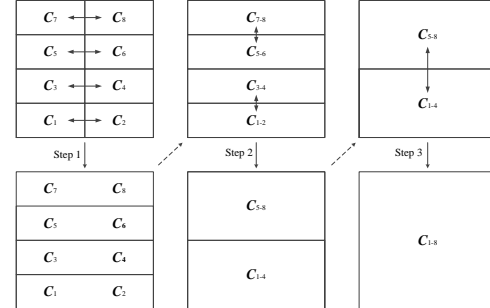 C7 C8
C5 C6
C3 C4
C1 C2
Step 1
C7 C8
C5 C6
C3 C4
C1 C2
C7-8
C5-6
C3-4
C1-2
Step 2
C5-8
C1-4
C5-8
C1-4
Step 3
C1-8